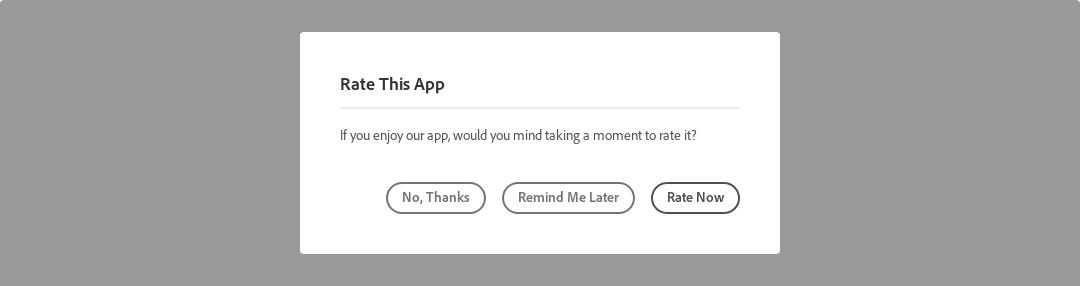 Rate This App
If you enjoy our app, would you mind taking a moment to rate it?
No, Thanks
Remind Me Later
Rate Now